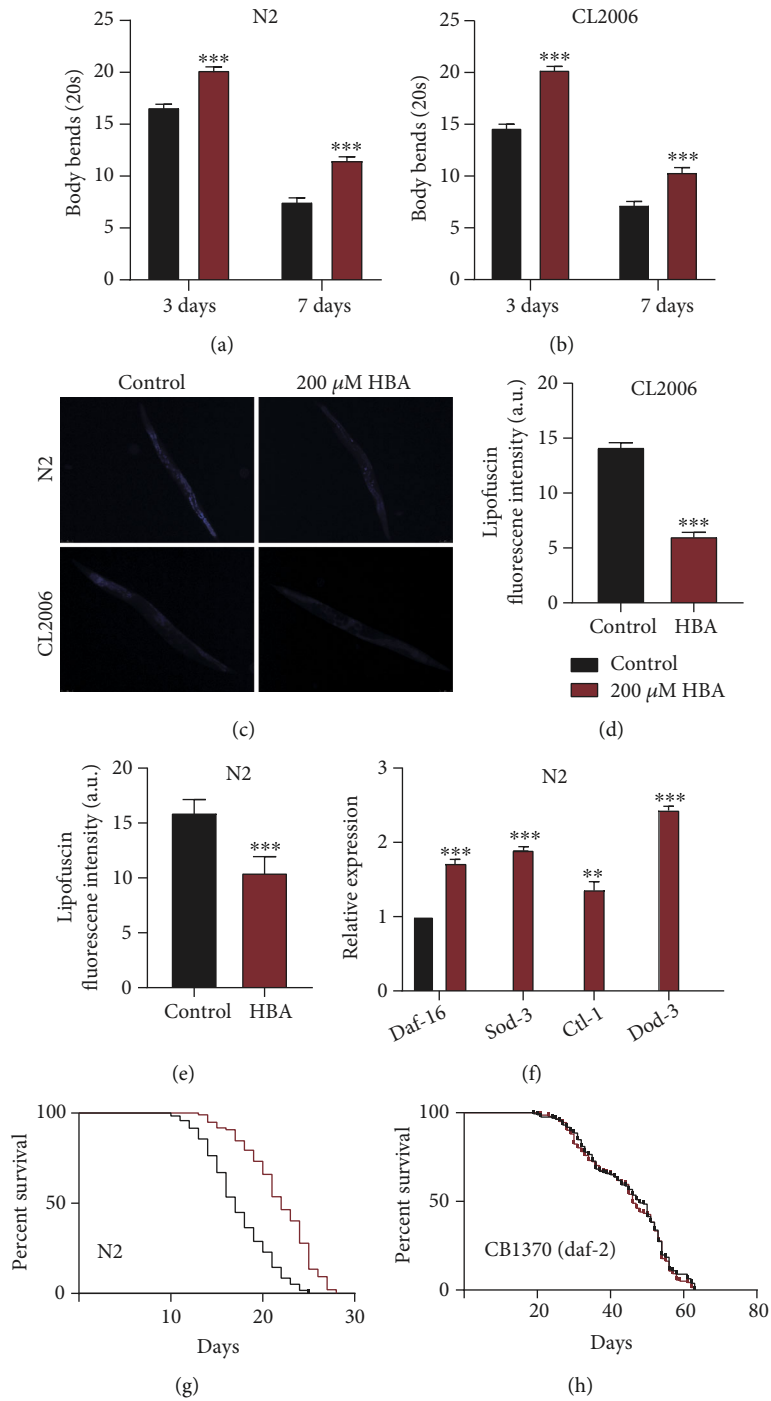 N2
Body bends (20s)
25
20
15
10
5
0
***
***
3 days
7 days
(a)
CL2006
Body bends (20s)
25
20
15
10
5
0
***
***
3 days
7 days
(b)
Control
200 μM HBA
N2
CL2006
(c)
CL2006
Lipofuscin
fluorescene intensity (a.u.)
20
15
10
5
0
***
Control
HBA
Control
200 μM HBA
(d)
N2
Lipofuscin
fluorescene intensity (a.u.)
20
15
10
5
0
***
Control
HBA
(e)
N2
Relative expression
3
2
1
0
***
***
**
***
Daf-16
Sod-3
Ctl-1
Dod-3
(f)
Percent survival
100
50
0
N2
10
20
30
Days
(g)
Percent survival
100
50
0
CB1370 (daf-2)
20
40
60
80
Days
(h)